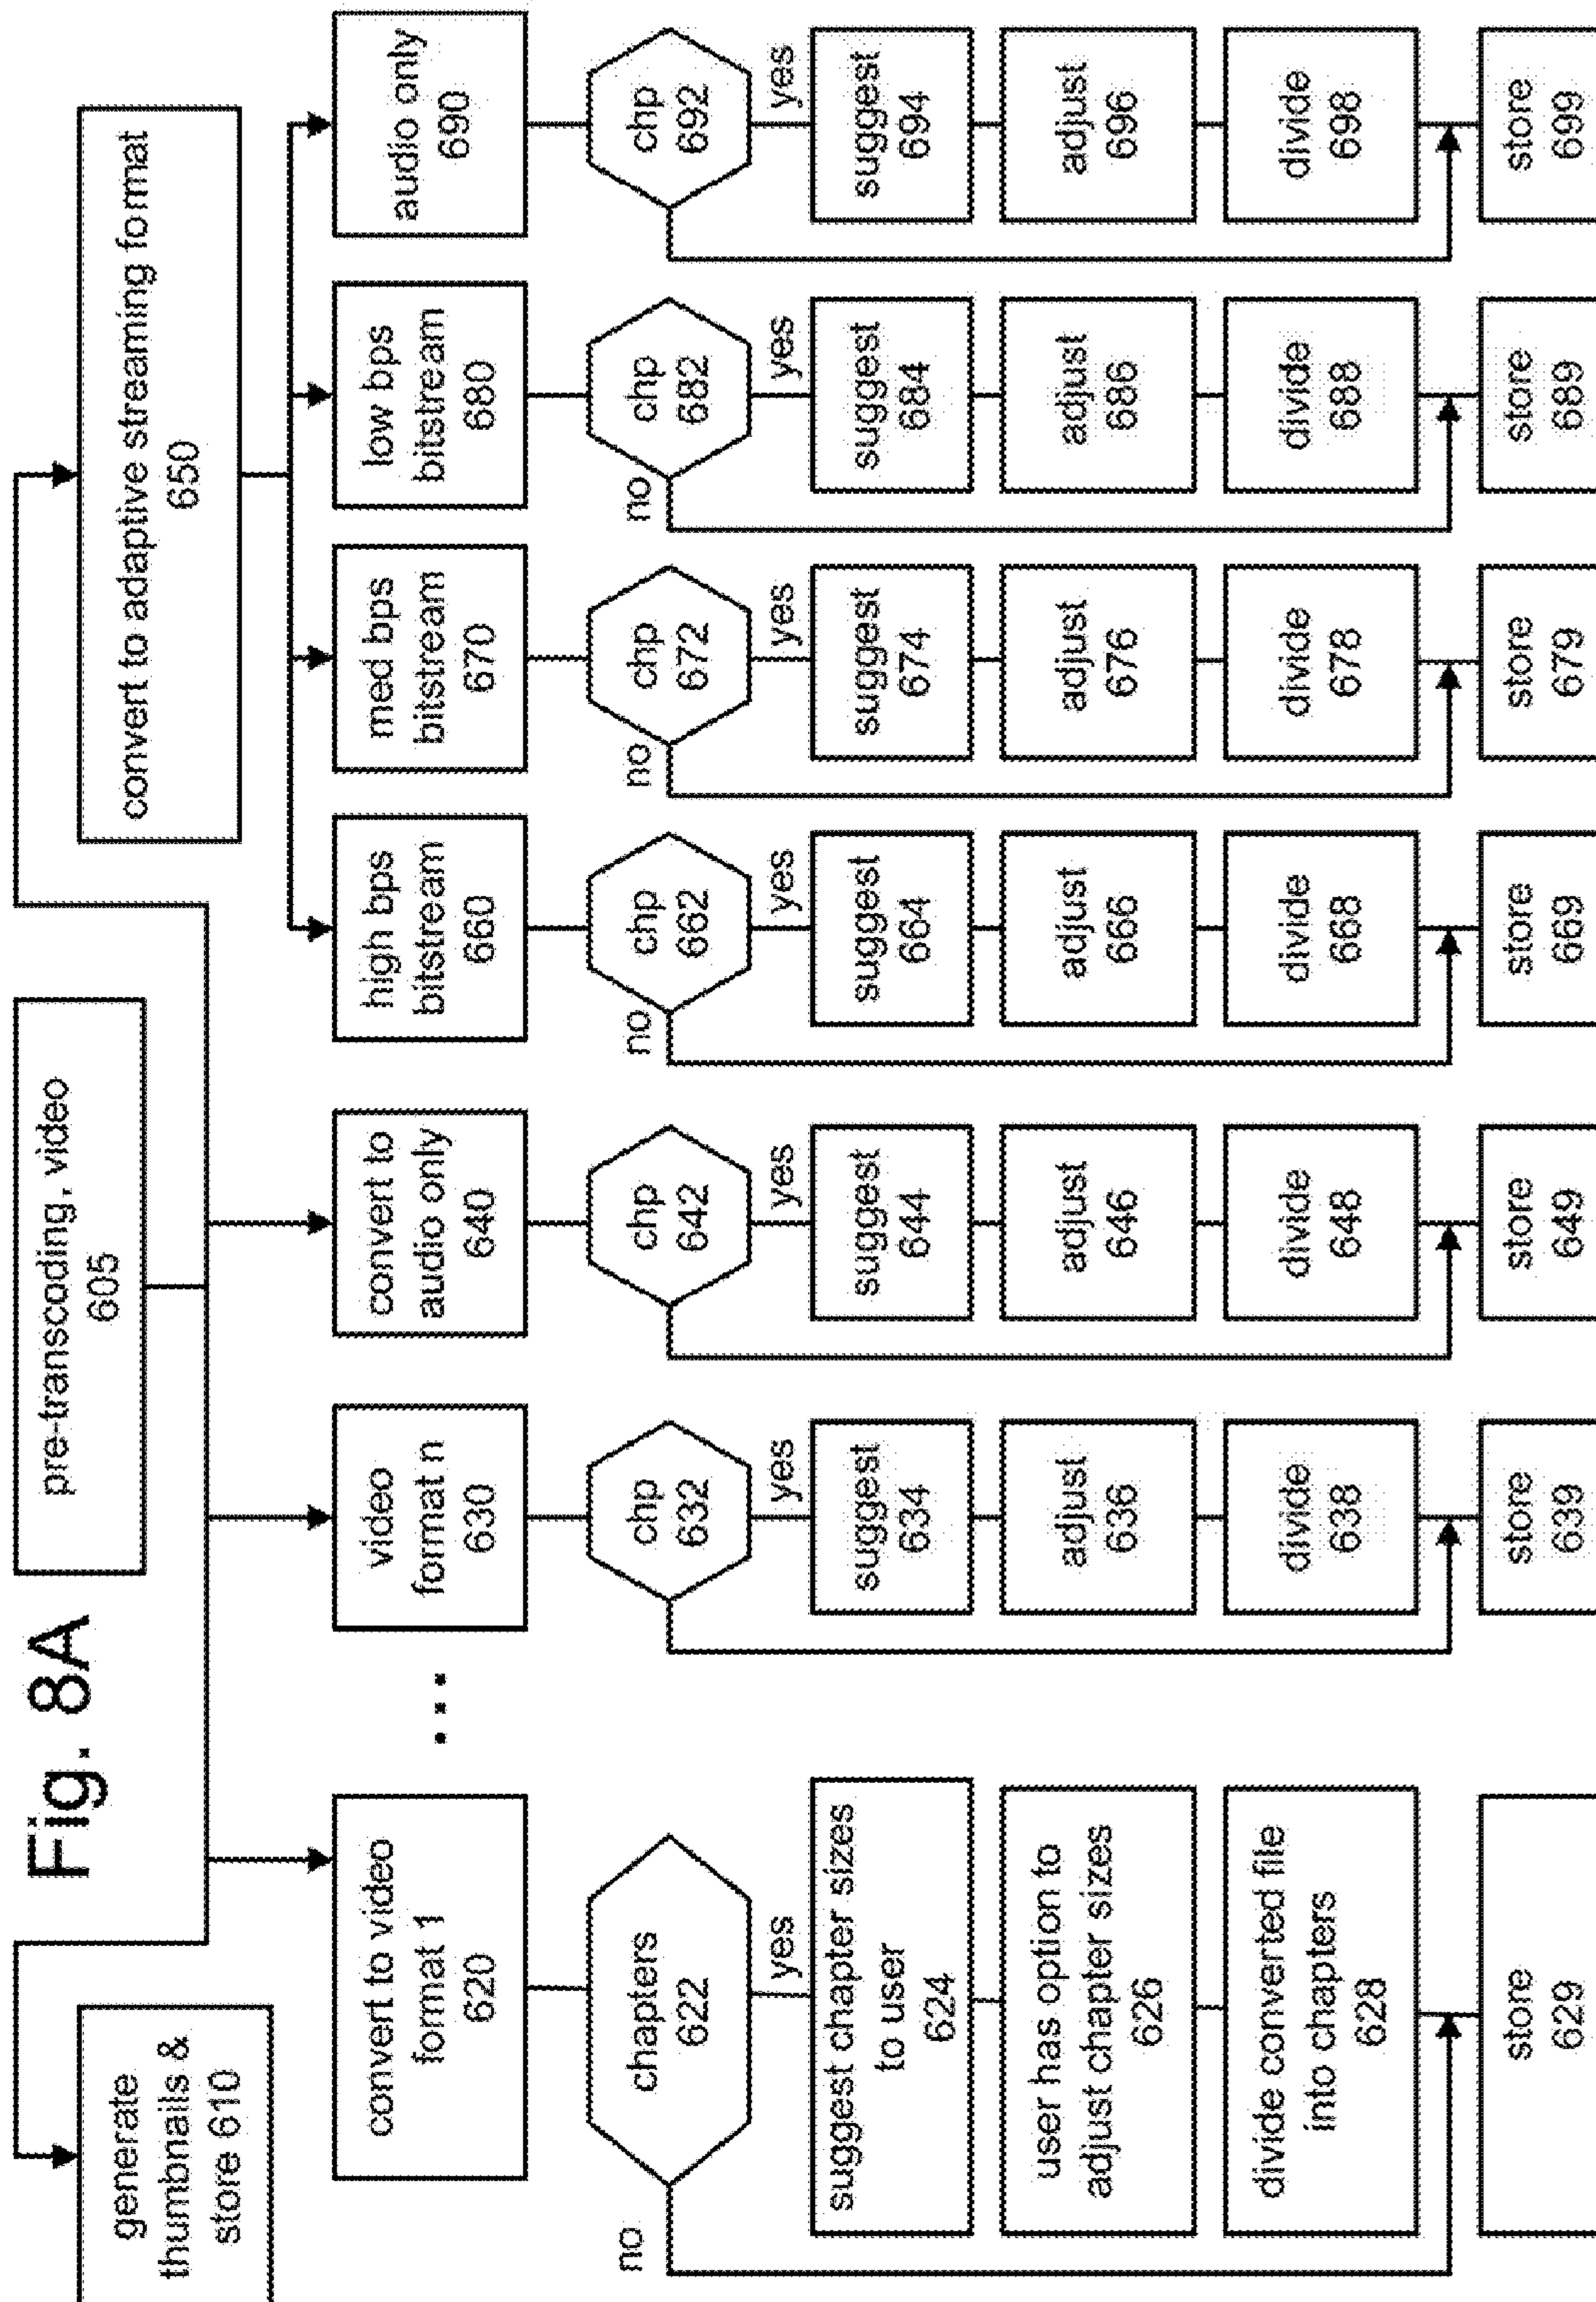 Fig. 8A
pre-transcoding, video
605
generate
thumbnails &
store 610
convert to adaptive streaming format
650
convert to video
format 1
620
...
video
format n
630
convert to
audio only
640
high bps
bitstream
660
med bps
bitstream
670
low bps
bitstream
680
audio only
690
chapters
622
chp
632
chp
642
chp
662
chp
672
chp
682
chp
692
no
yes
yes
yes
no
yes
no
yes
no
yes
yes
suggest chapter sizes
to user
624
suggest
634
suggest
644
suggest
664
suggest
674
suggest
684
suggest
694
user has option to
adjust chapter sizes
626
adjust
636
adjust
646
adjust
666
adjust
676
adjust
686
adjust
696
divide converted file
into chapters
628
divide
638
divide
648
divide
668
divide
678
divide
688
divide
698
store
629
store
639
store
649
store
669
store
679
store
689
store
699